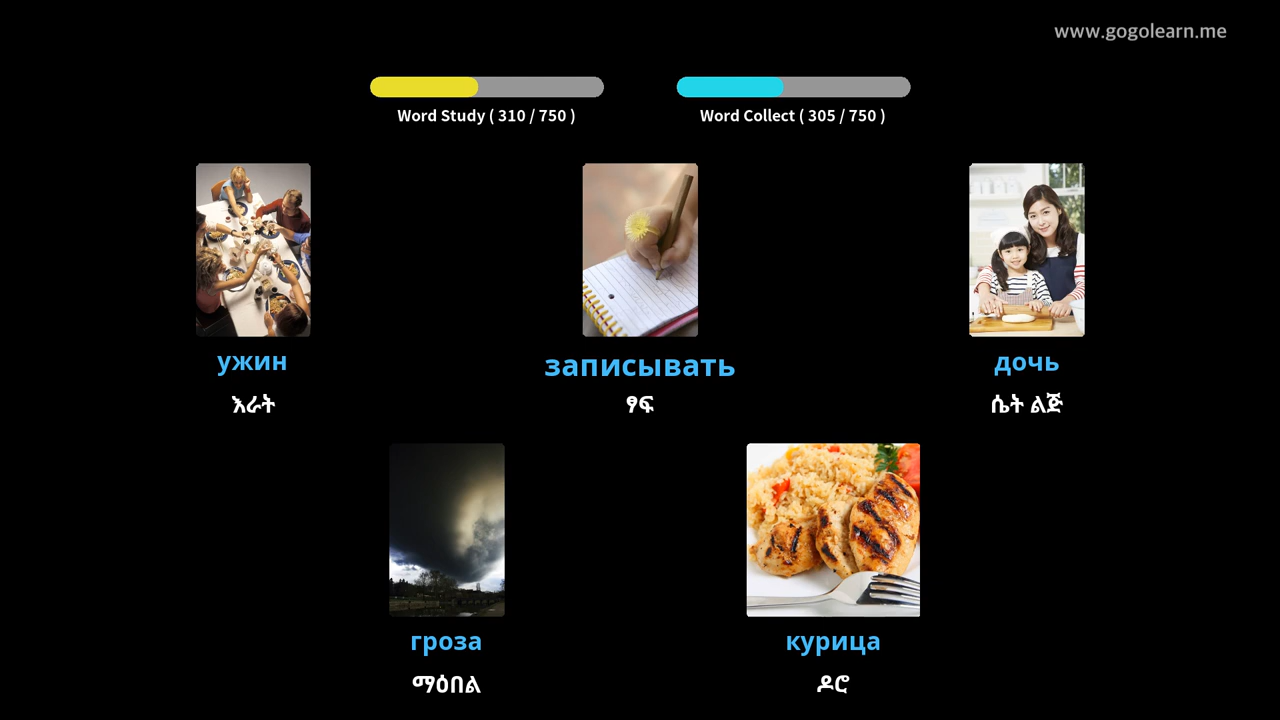 www.gogolearn.me
Word Study ( 310 / 750 )
Word Collect ( 305 / 750 )
ужин
እራት
записывать
ፃፍ
дочь
ሴት ልጅ
гроза
ማዕበል
курица
ዶሮ